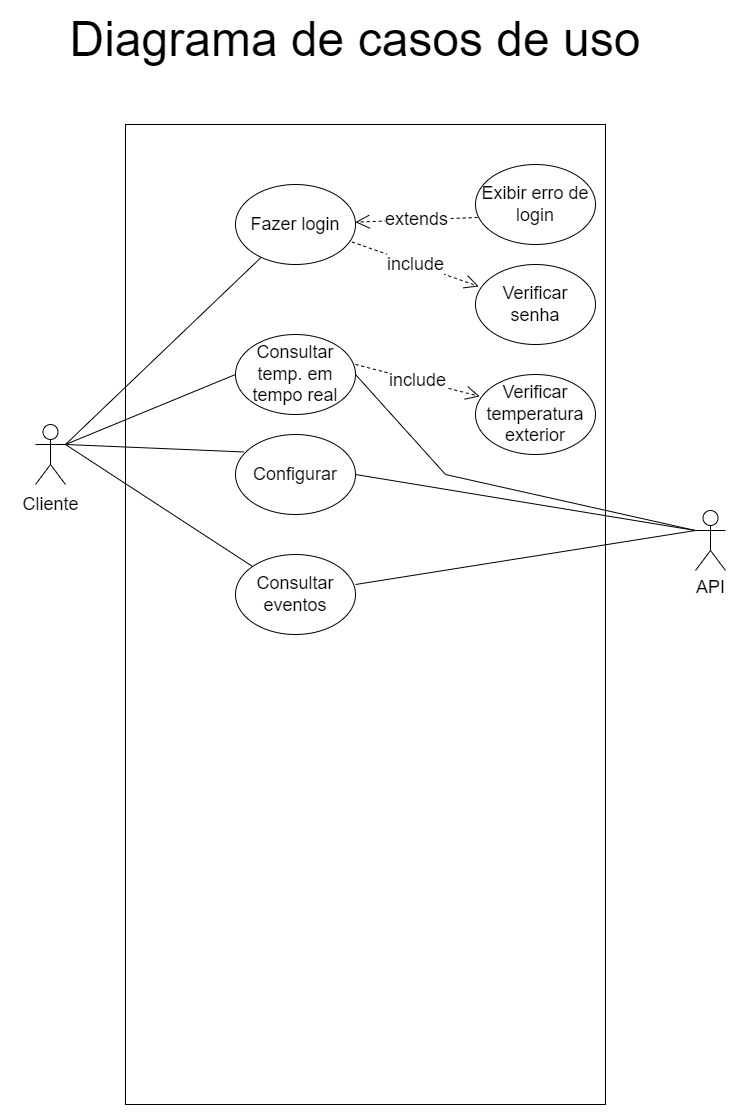 Diagrama de casos de uso
Exibir erro de
login
Fazer login
extends
include
Verificar
senha
Consultar
temp. em
tempo real
include
Verificar
temperatura
exterior
Configurar
Cliente
API
Consultar
eventos